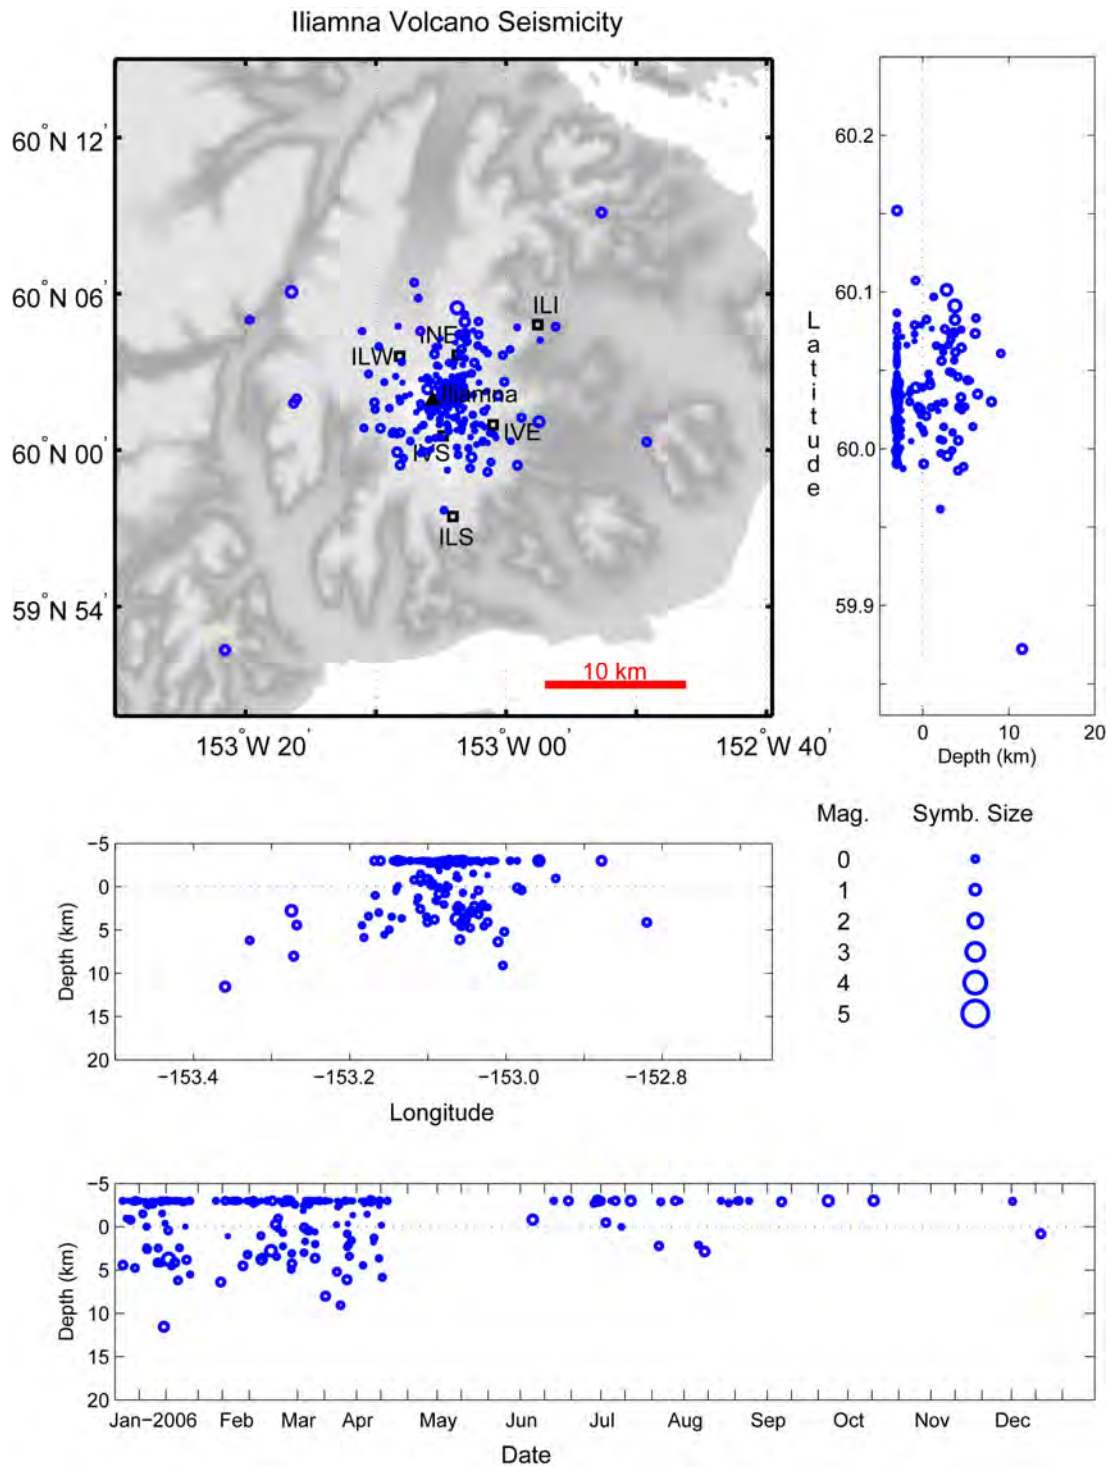 Iliamna Volcano Seismicity
60°N 12'
60°N 06'
60°N 00'
59°N 54'
153°W 20'
153°W 00'
152°W 40'
ILI
INE
ILW
Iliamna
IVE
IVS
ILS
10 km
Latitude
60.2
60.1
60.0
59.9
0
10
20
Depth (km)
Mag.
Symb. Size
0
1
2
3
4
5
Depth (km)
−5
0
5
10
15
20
−153.4
−153.2
−153.0
−152.8
Longitude
Depth (km)
−5
0
5
10
15
20
Jan−2006
Feb
Mar
Apr
May
Jun
Jul
Aug
Sep
Oct
Nov
Dec
Date